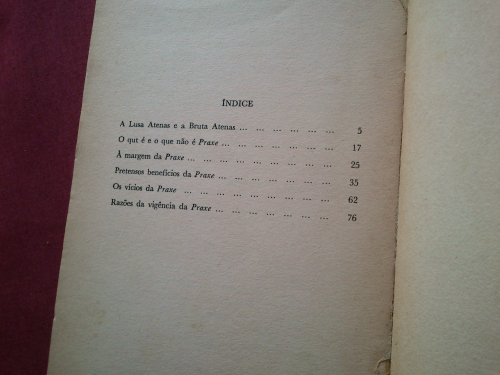 ÍNDICE
A Lusa Atenas e a Bruta Atenas ... ... ... ... ... ... 5
O que é e o que não é Praxe ... ... ... ... ... ... ... 17
À margem da Praxe ... ... ... ... ... ... ... ... 25
Pretensos benefícios da Praxe ... ... ... ... ... ... ... 35
Os vícios da Praxe ... ... ... ... ... ... ... ... 62
Razões da vigência da Praxe ... ... ... ... ... ... ... 76